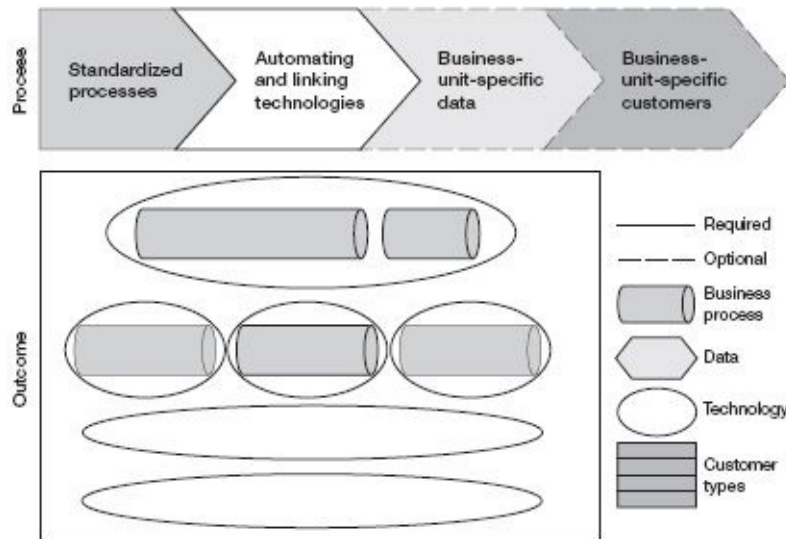 Process
Standardized
processes
Automating
and linking
technologies
Business-
unit-specific
data
Business-
unit-specific
customers
Outcome
Required
Optional
Business
process
Data
Technology
Customer
types